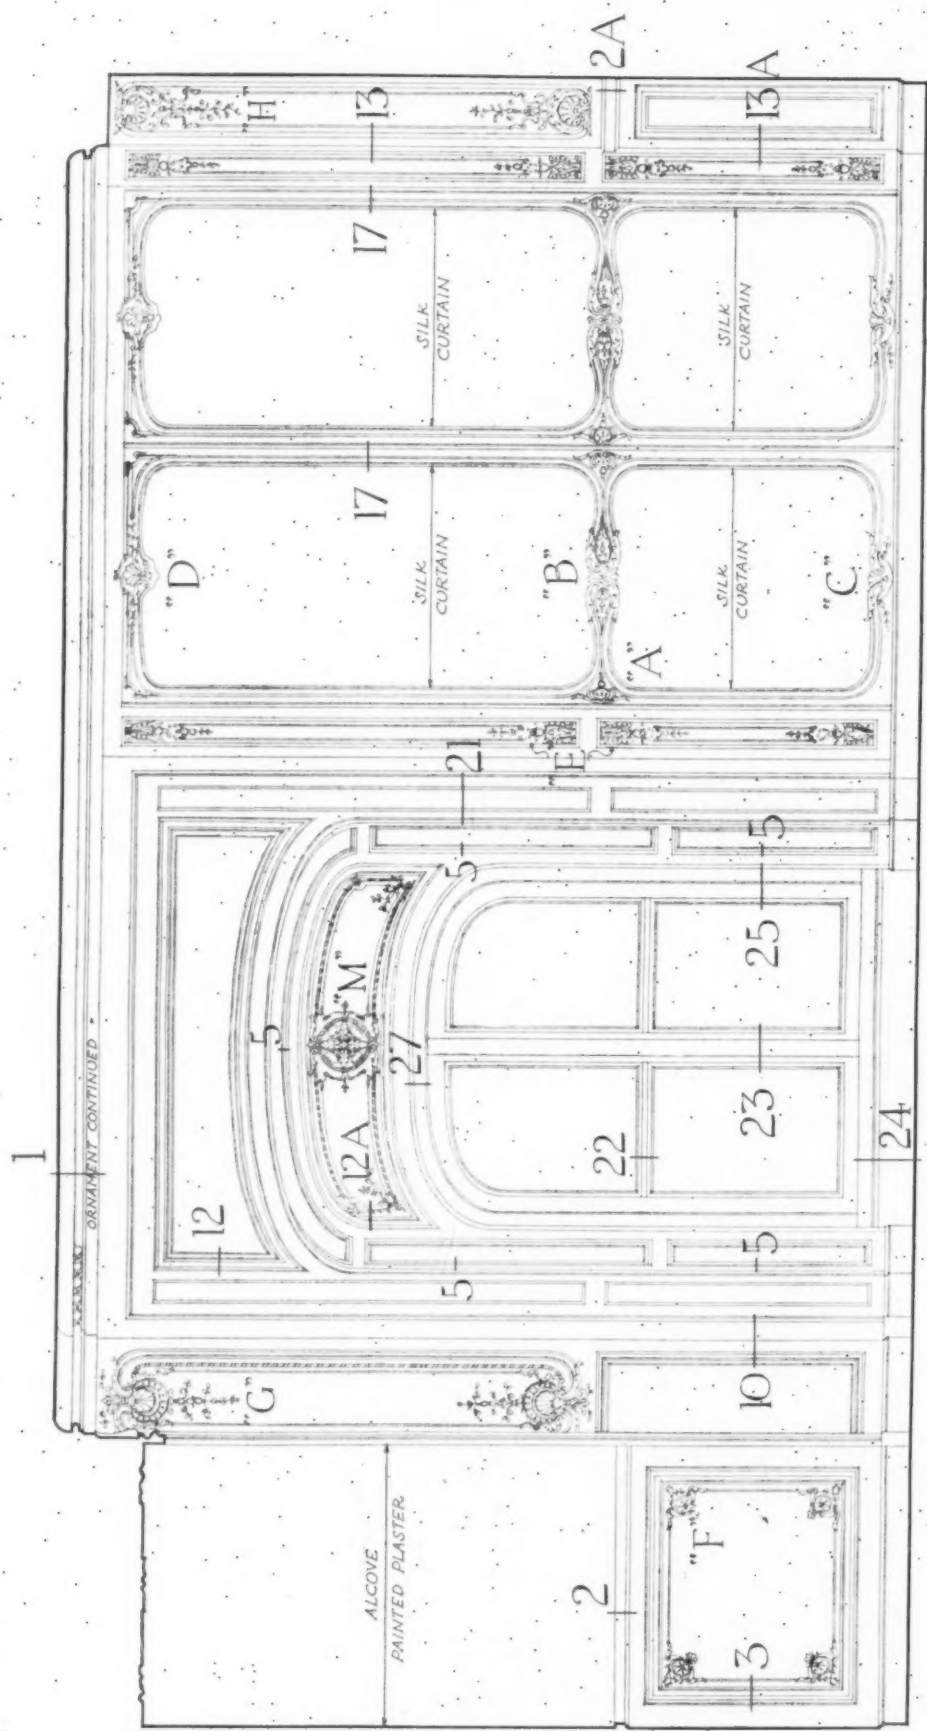 1
ORNAMENT CONTINUED
12
5
"M"
12A
27
5
5
21
"G"
ALCOVE
PAINTED PLASTER
2
"F"
3
10
5
22
23
25
5
24
"D"
17
17
13
"H"
SILK
CURTAIN
SILK
CURTAIN
"E"
"A"
"B"
2A
SILK
CURTAIN
SILK
CURTAIN
"C"
13A